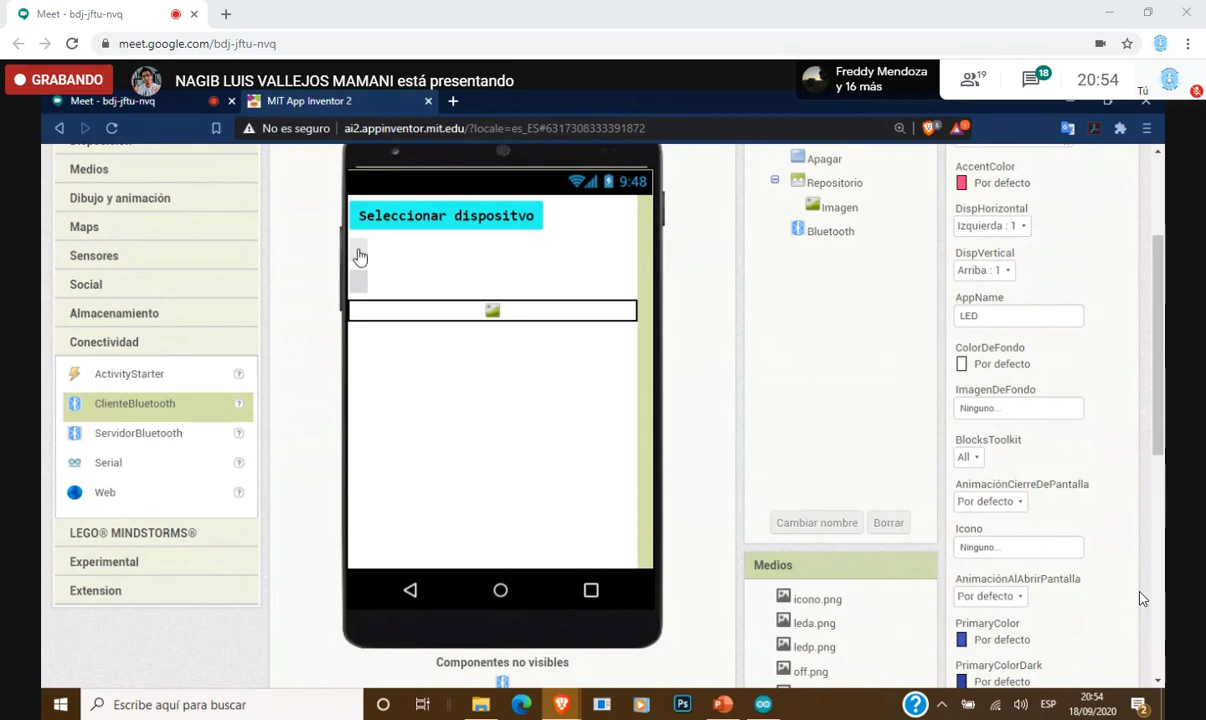 Meet - bdj-jftu-nvq
meet.google.com/bdj-jftu-nvq
GRABANDO
NAGIB LUIS VALLEJOS MAMANI está presentando
Freddy Mendoza
y 16 más
19
18
20:54
Tú
Meet - bdj-jftu-nvq
MIT App Inventor 2
No es seguro
ai2.appinventor.mit.edu/?locale=es_ES#6317308333391872
Medios
Dibujo y animación
Maps
Sensores
Social
Almacenamiento
Conectividad
ActivityStarter
ClienteBluetooth
ServidorBluetooth
Serial
Web
LEGO® MINDSTORMS®
Experimental
Extension
9:48
Seleccionar dispositvo
Componentes no visibles
Apagar
Repositorio
Imagen
Bluetooth
Cambiar nombre
Borrar
Medios
icono.png
leda.png
ledp.png
off.png
AccentColor
Por defecto
DispHorizontal
Izquierda : 1
DispVertical
Arriba : 1
AppName
LED
ColorDeFondo
Por defecto
ImagenDeFondo
Ninguno...
BlocksToolkit
All
AnimaciónCierreDePantalla
Por defecto
Icono
Ninguno...
AnimaciónAlAbrirPantalla
Por defecto
PrimaryColor
Por defecto
PrimaryColorDark
Por defecto
Escribe aquí para buscar
ESP
20:54
18/09/2020
2